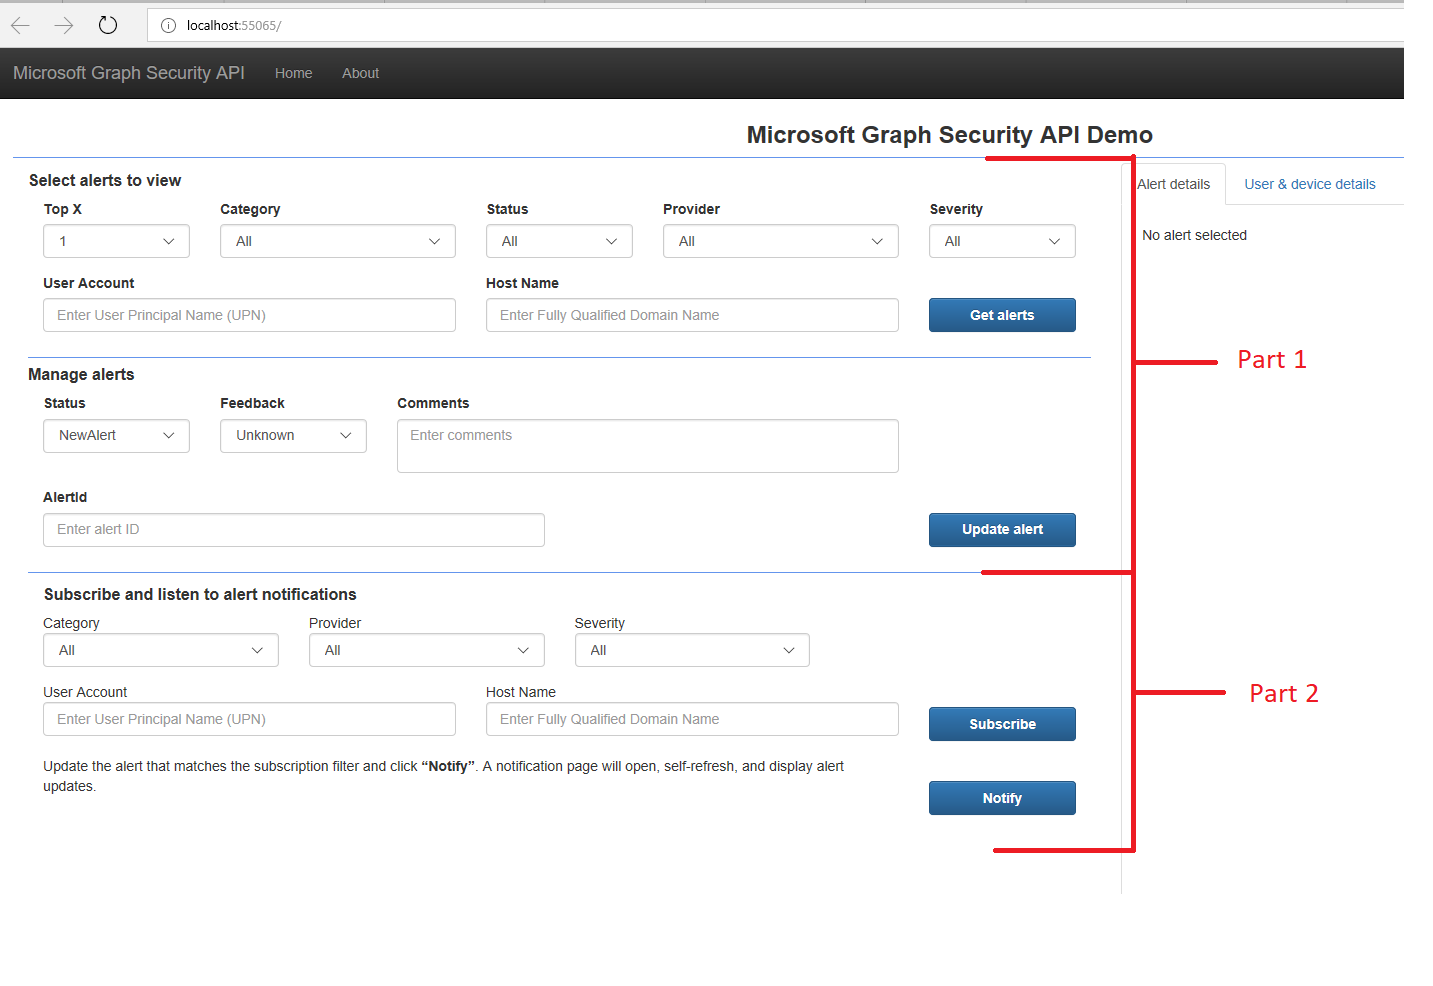 localhost:55065/
Microsoft Graph Security API Home About
Microsoft Graph Security API Demo
Select alerts to view
Top X Category Status Provider Severity
1 All All All All
User Account Host Name
Enter User Principal Name (UPN) Enter Fully Qualified Domain Name Get alerts
Manage alerts
Status Feedback Comments
NewAlert Unknown Enter comments
AlertId
Enter alert ID Update alert
Subscribe and listen to alert notifications
Category Provider Severity
All All All
User Account Host Name
Enter User Principal Name (UPN) Enter Fully Qualified Domain Name Subscribe
Update the alert that matches the subscription filter and click “Notify”. A notification page will open, self-refresh, and display alert
updates.
Notify
Alert details User & device details
No alert selected
Part 1
Part 2